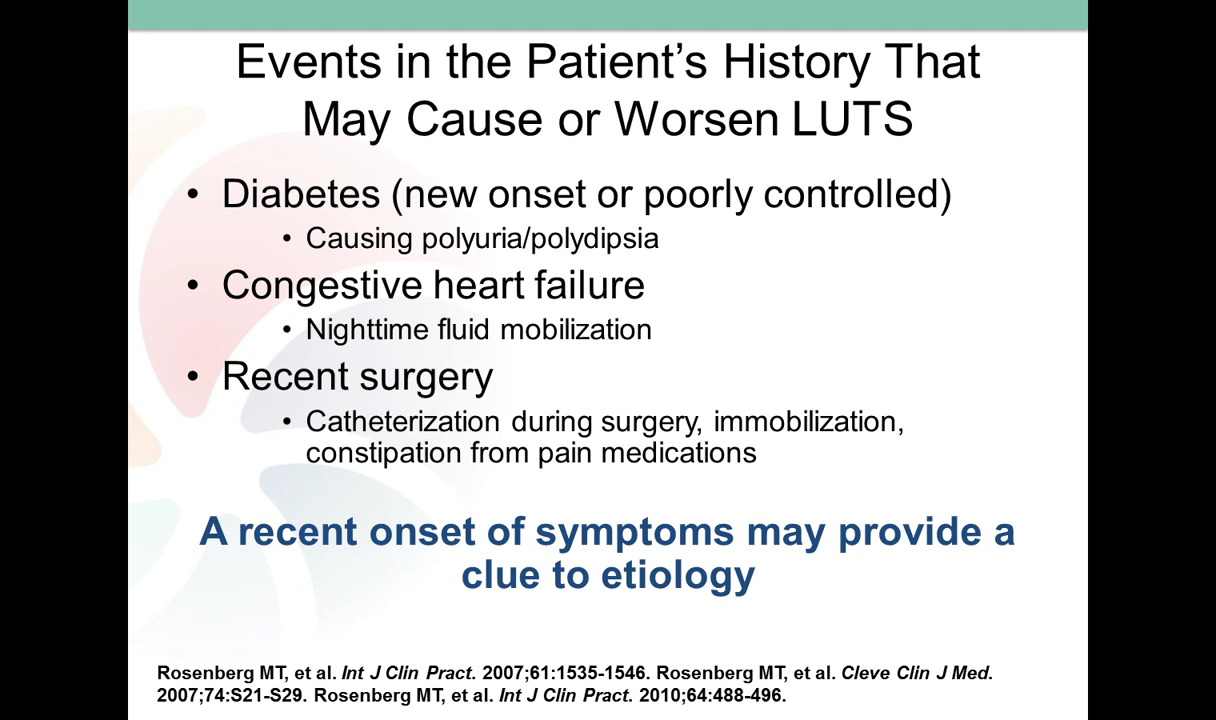 Events in the Patient’s History That
May Cause or Worsen LUTS
• Diabetes (new onset or poorly controlled)
• Causing polyuria/polydipsia
• Congestive heart failure
• Nighttime fluid mobilization
• Recent surgery
• Catheterization during surgery, immobilization,
constipation from pain medications
A recent onset of symptoms may provide a
clue to etiology
Rosenberg MT, et al. Int J Clin Pract. 2007;61:1535-1546. Rosenberg MT, et al. Cleve Clin J Med.
2007;74:S21-S29. Rosenberg MT, et al. Int J Clin Pract. 2010;64:488-496.